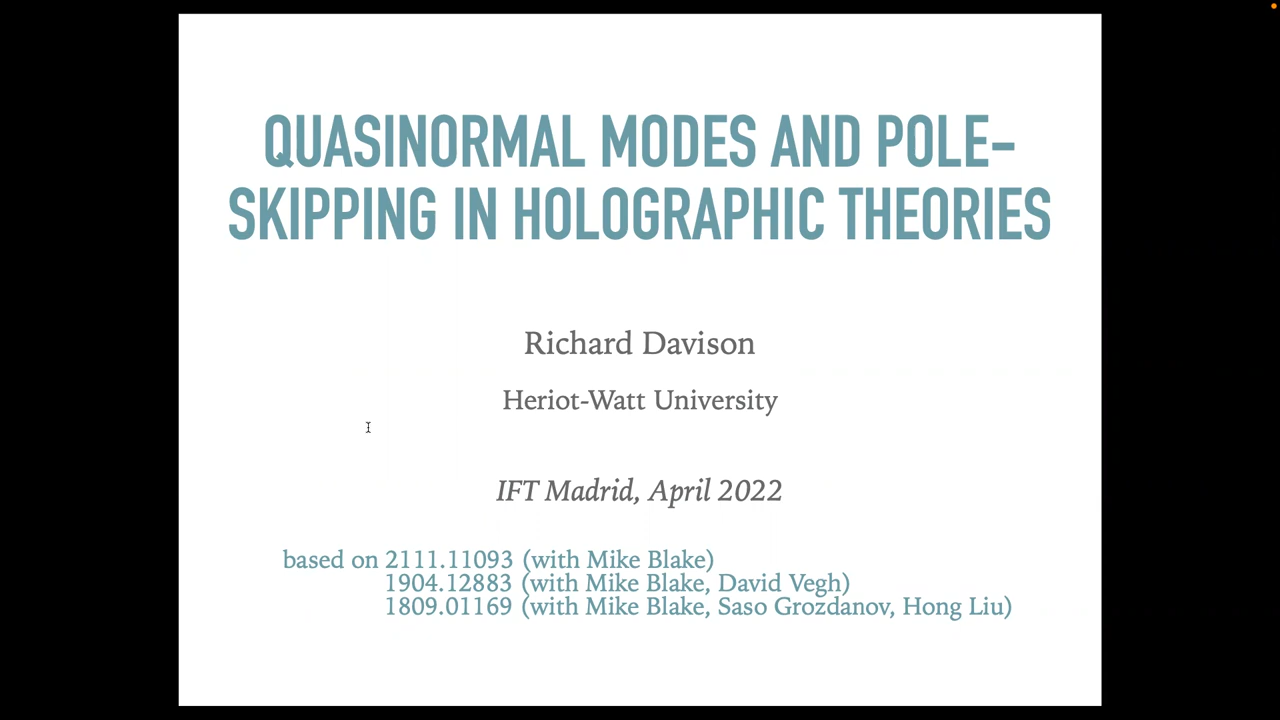 QUASINORMAL MODES AND POLE-
SKIPPING IN HOLOGRAPHIC THEORIES
Richard Davison
Heriot-Watt University
IFT Madrid, April 2022
based on 2111.11093 (with Mike Blake)
1904.12883 (with Mike Blake, David Vegh)
1809.01169 (with Mike Blake, Saso Grozdanov, Hong Liu)